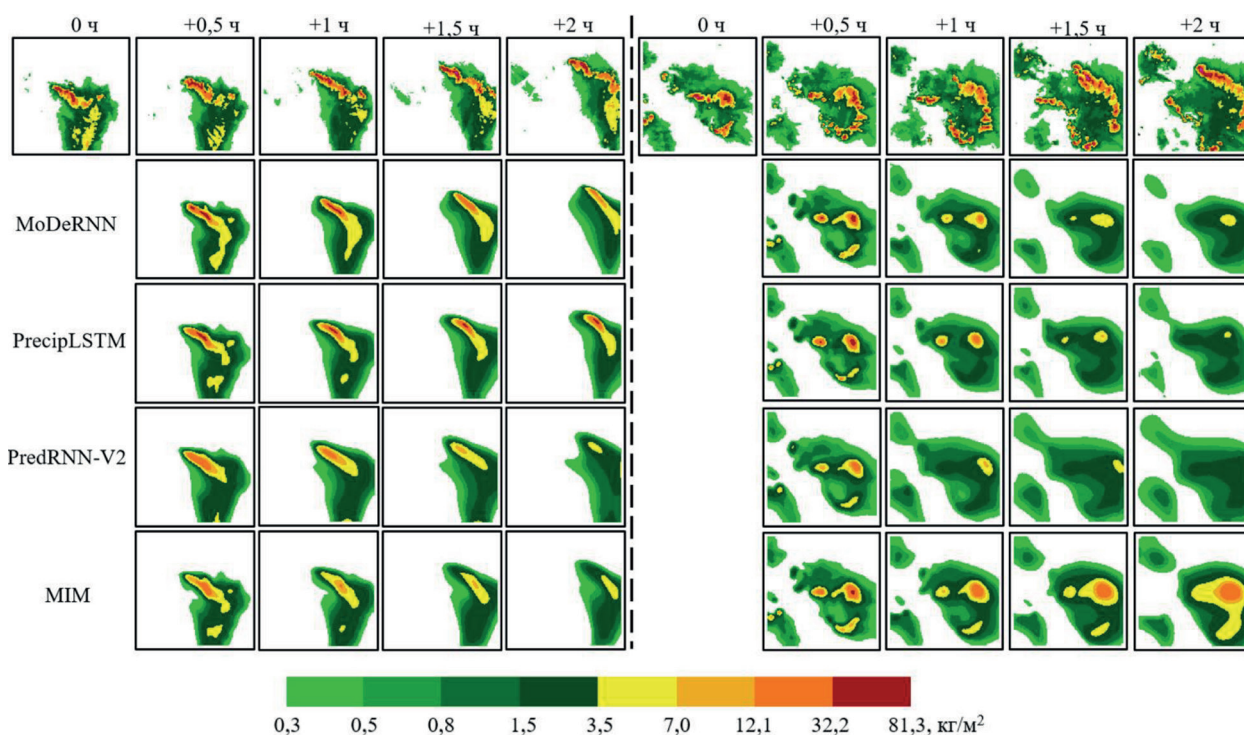 0 ч +0,5 ч +1 ч +1,5 ч +2 ч 0 ч +0,5 ч +1 ч +1,5 ч +2 ч
MoDeRNN
PrecipLSTM
PredRNN-V2
MIM
0,3 0,5 0,8 1,5 3,5 7,0 12,1 32,2 81,3, кг/м²